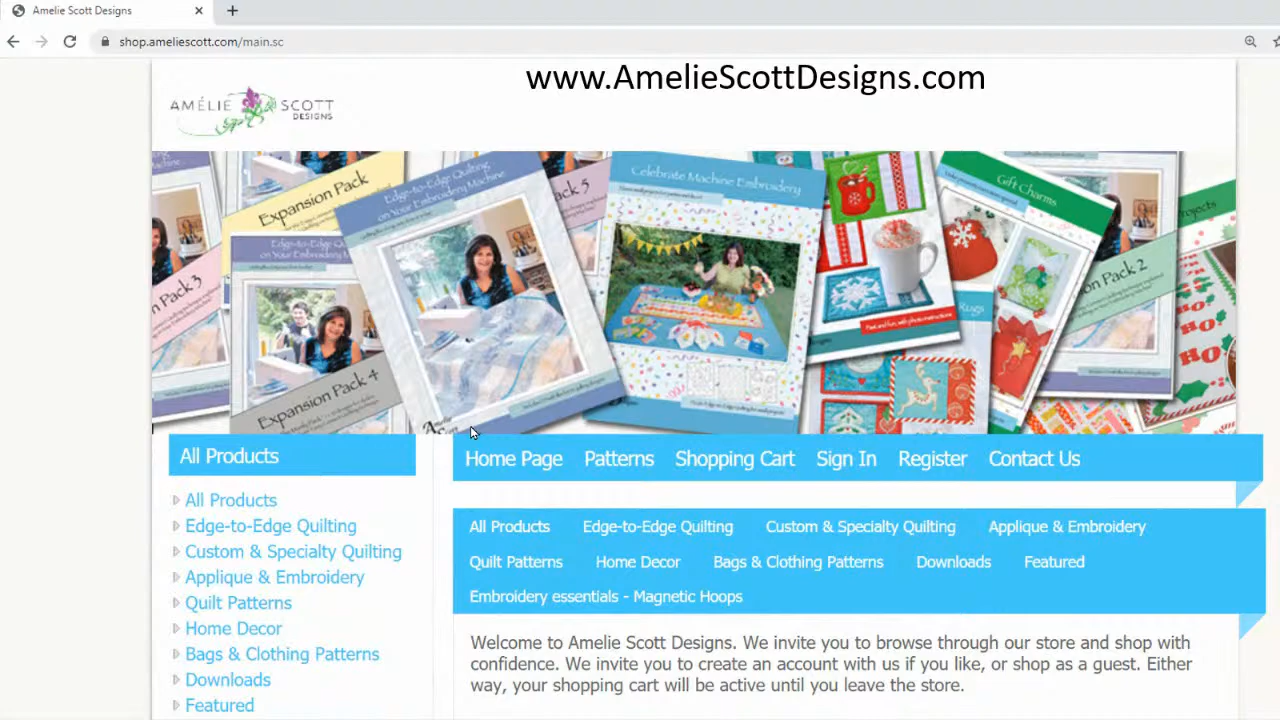 Amelie Scott Designs
shop.ameliescott.com/main.sc
www.AmelieScottDesigns.com
AMÉLIE SCOTT
DESIGNS
Expansion Pack
Edge-to-Edge Quilting
on Your Embroidery Machine
Celebrate Machine Embroidery
Gift Charms
Expansion Pack 4
Pack 3
Pack 2
Rugs
All Products
Home Page Patterns Shopping Cart Sign In Register Contact Us
All Products
Edge-to-Edge Quilting
Custom & Specialty Quilting
Applique & Embroidery
Quilt Patterns
Home Decor
Bags & Clothing Patterns
Downloads
Featured
All Products Edge-to-Edge Quilting Custom & Specialty Quilting Applique & Embroidery
Quilt Patterns Home Decor Bags & Clothing Patterns Downloads Featured
Embroidery essentials - Magnetic Hoops
Welcome to Amelie Scott Designs. We invite you to browse through our store and shop with
confidence. We invite you to create an account with us if you like, or shop as a guest. Either
way, your shopping cart will be active until you leave the store.